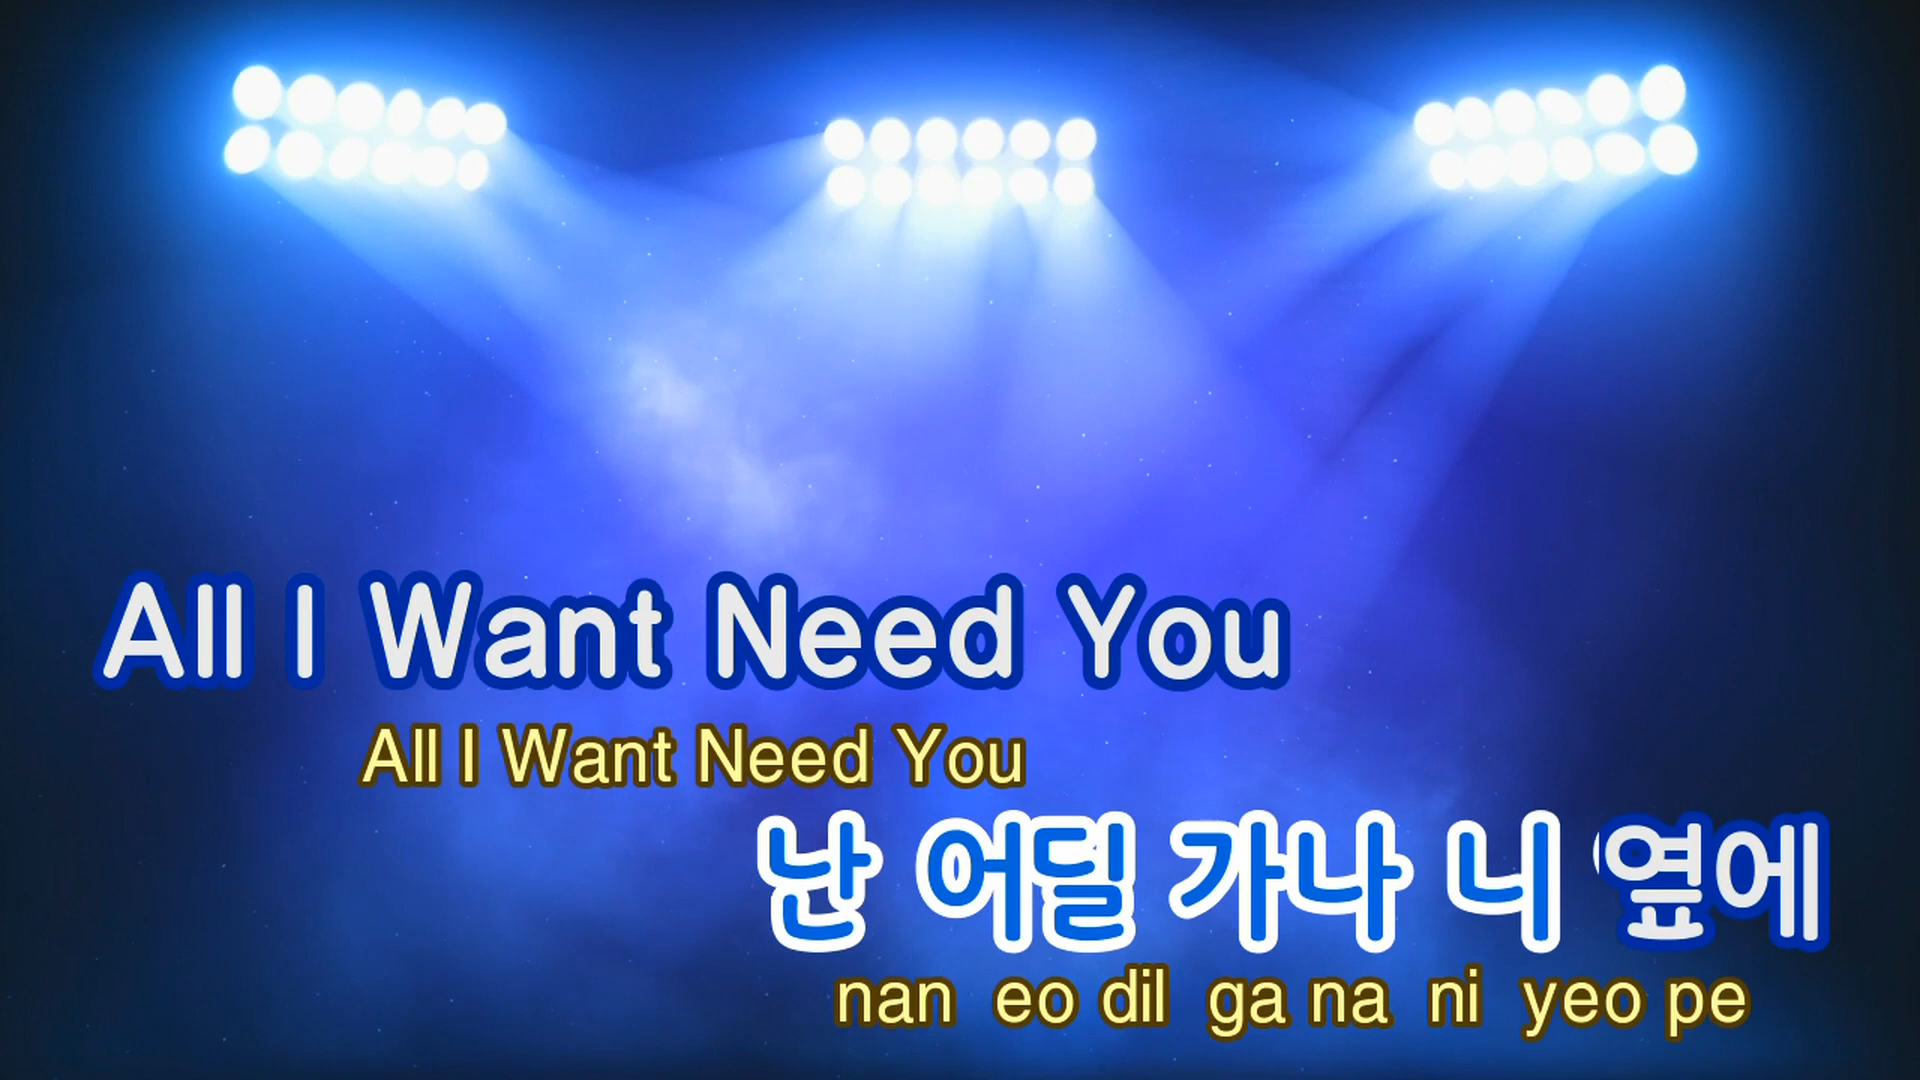 All I Want Need You
All I Want Need You
난 어딜 가나 니 옆에
nan eo dil ga na ni yeo pe